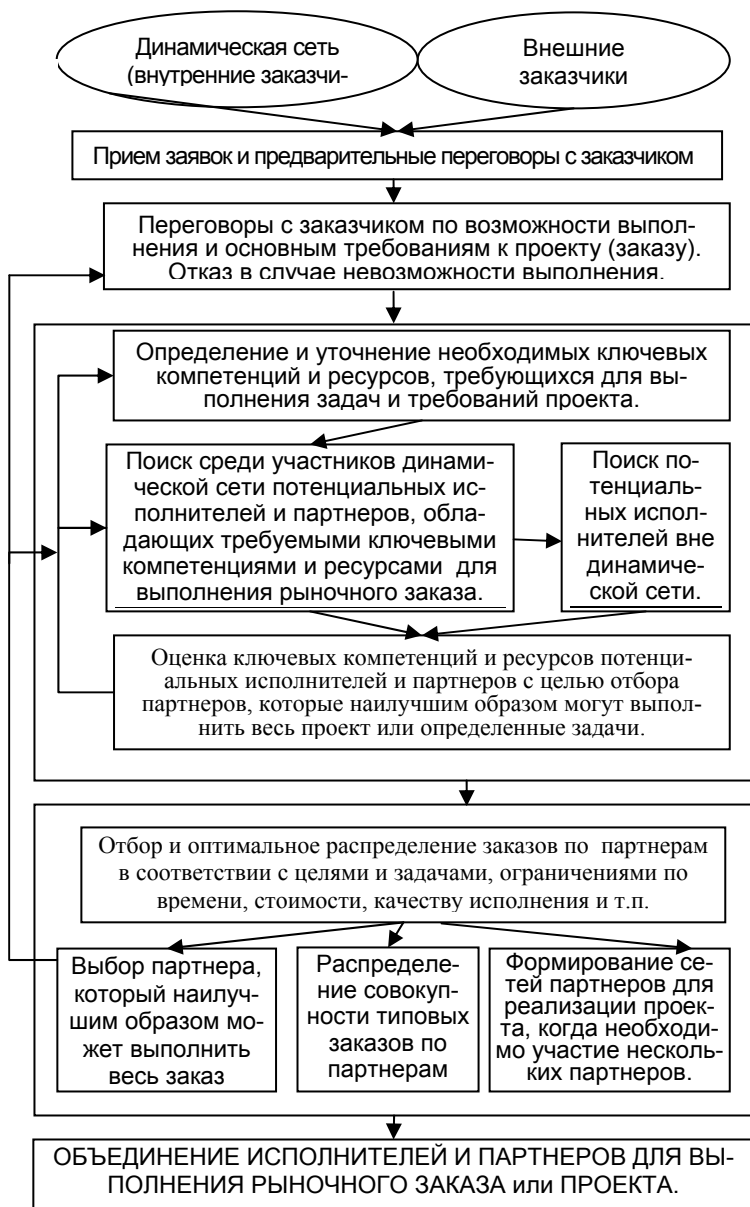 Динамическая сеть
(внутренние заказчи-
Внешние
заказчики
Прием заявок и предварительные переговоры с заказчиком
Переговоры с заказчиком по возможности выпол-
нения и основным требованиям к проекту (заказу).
Отказ в случае невозможности выполнения.
Определение и уточнение необходимых ключевых
компетенций и ресурсов, требующихся для вы-
полнения задач и требований проекта.
Поиск среди участников динами-
ческой сети потенциальных ис-
полнителей и партнеров, обла-
дающих требуемыми ключевыми
компетенциями и ресурсами для
выполнения рыночного заказа.
Поиск по-
тенциаль-
ных испол-
нителей вне
динамиче-
ской сети.
Оценка ключевых компетенций и ресурсов потенци-
альных исполнителей и партнеров с целью отбора
партнеров, которые наилучшим образом могут выпол-
нить весь проект или определенные задачи.
Отбор и оптимальное распределение заказов по партнерам
в соответствии с целями и задачами, ограничениями по
времени, стоимости, качеству исполнения и т.п.
Выбор партнера,
который наилуч-
шим образом мо-
жет выполнить
весь заказ
Распределе-
ние совокуп-
ности типовых
заказов по
партнерам
Формирование се-
тей партнеров для
реализации проек-
та, когда необходи-
мо участие несколь-
ких партнеров.
ОБЪЕДИНЕНИЕ ИСПОЛНИТЕЛЕЙ И ПАРТНЕРОВ ДЛЯ ВЫ-
ПОЛНЕНИЯ РЫНОЧНОГО ЗАКАЗА или ПРОЕКТА.